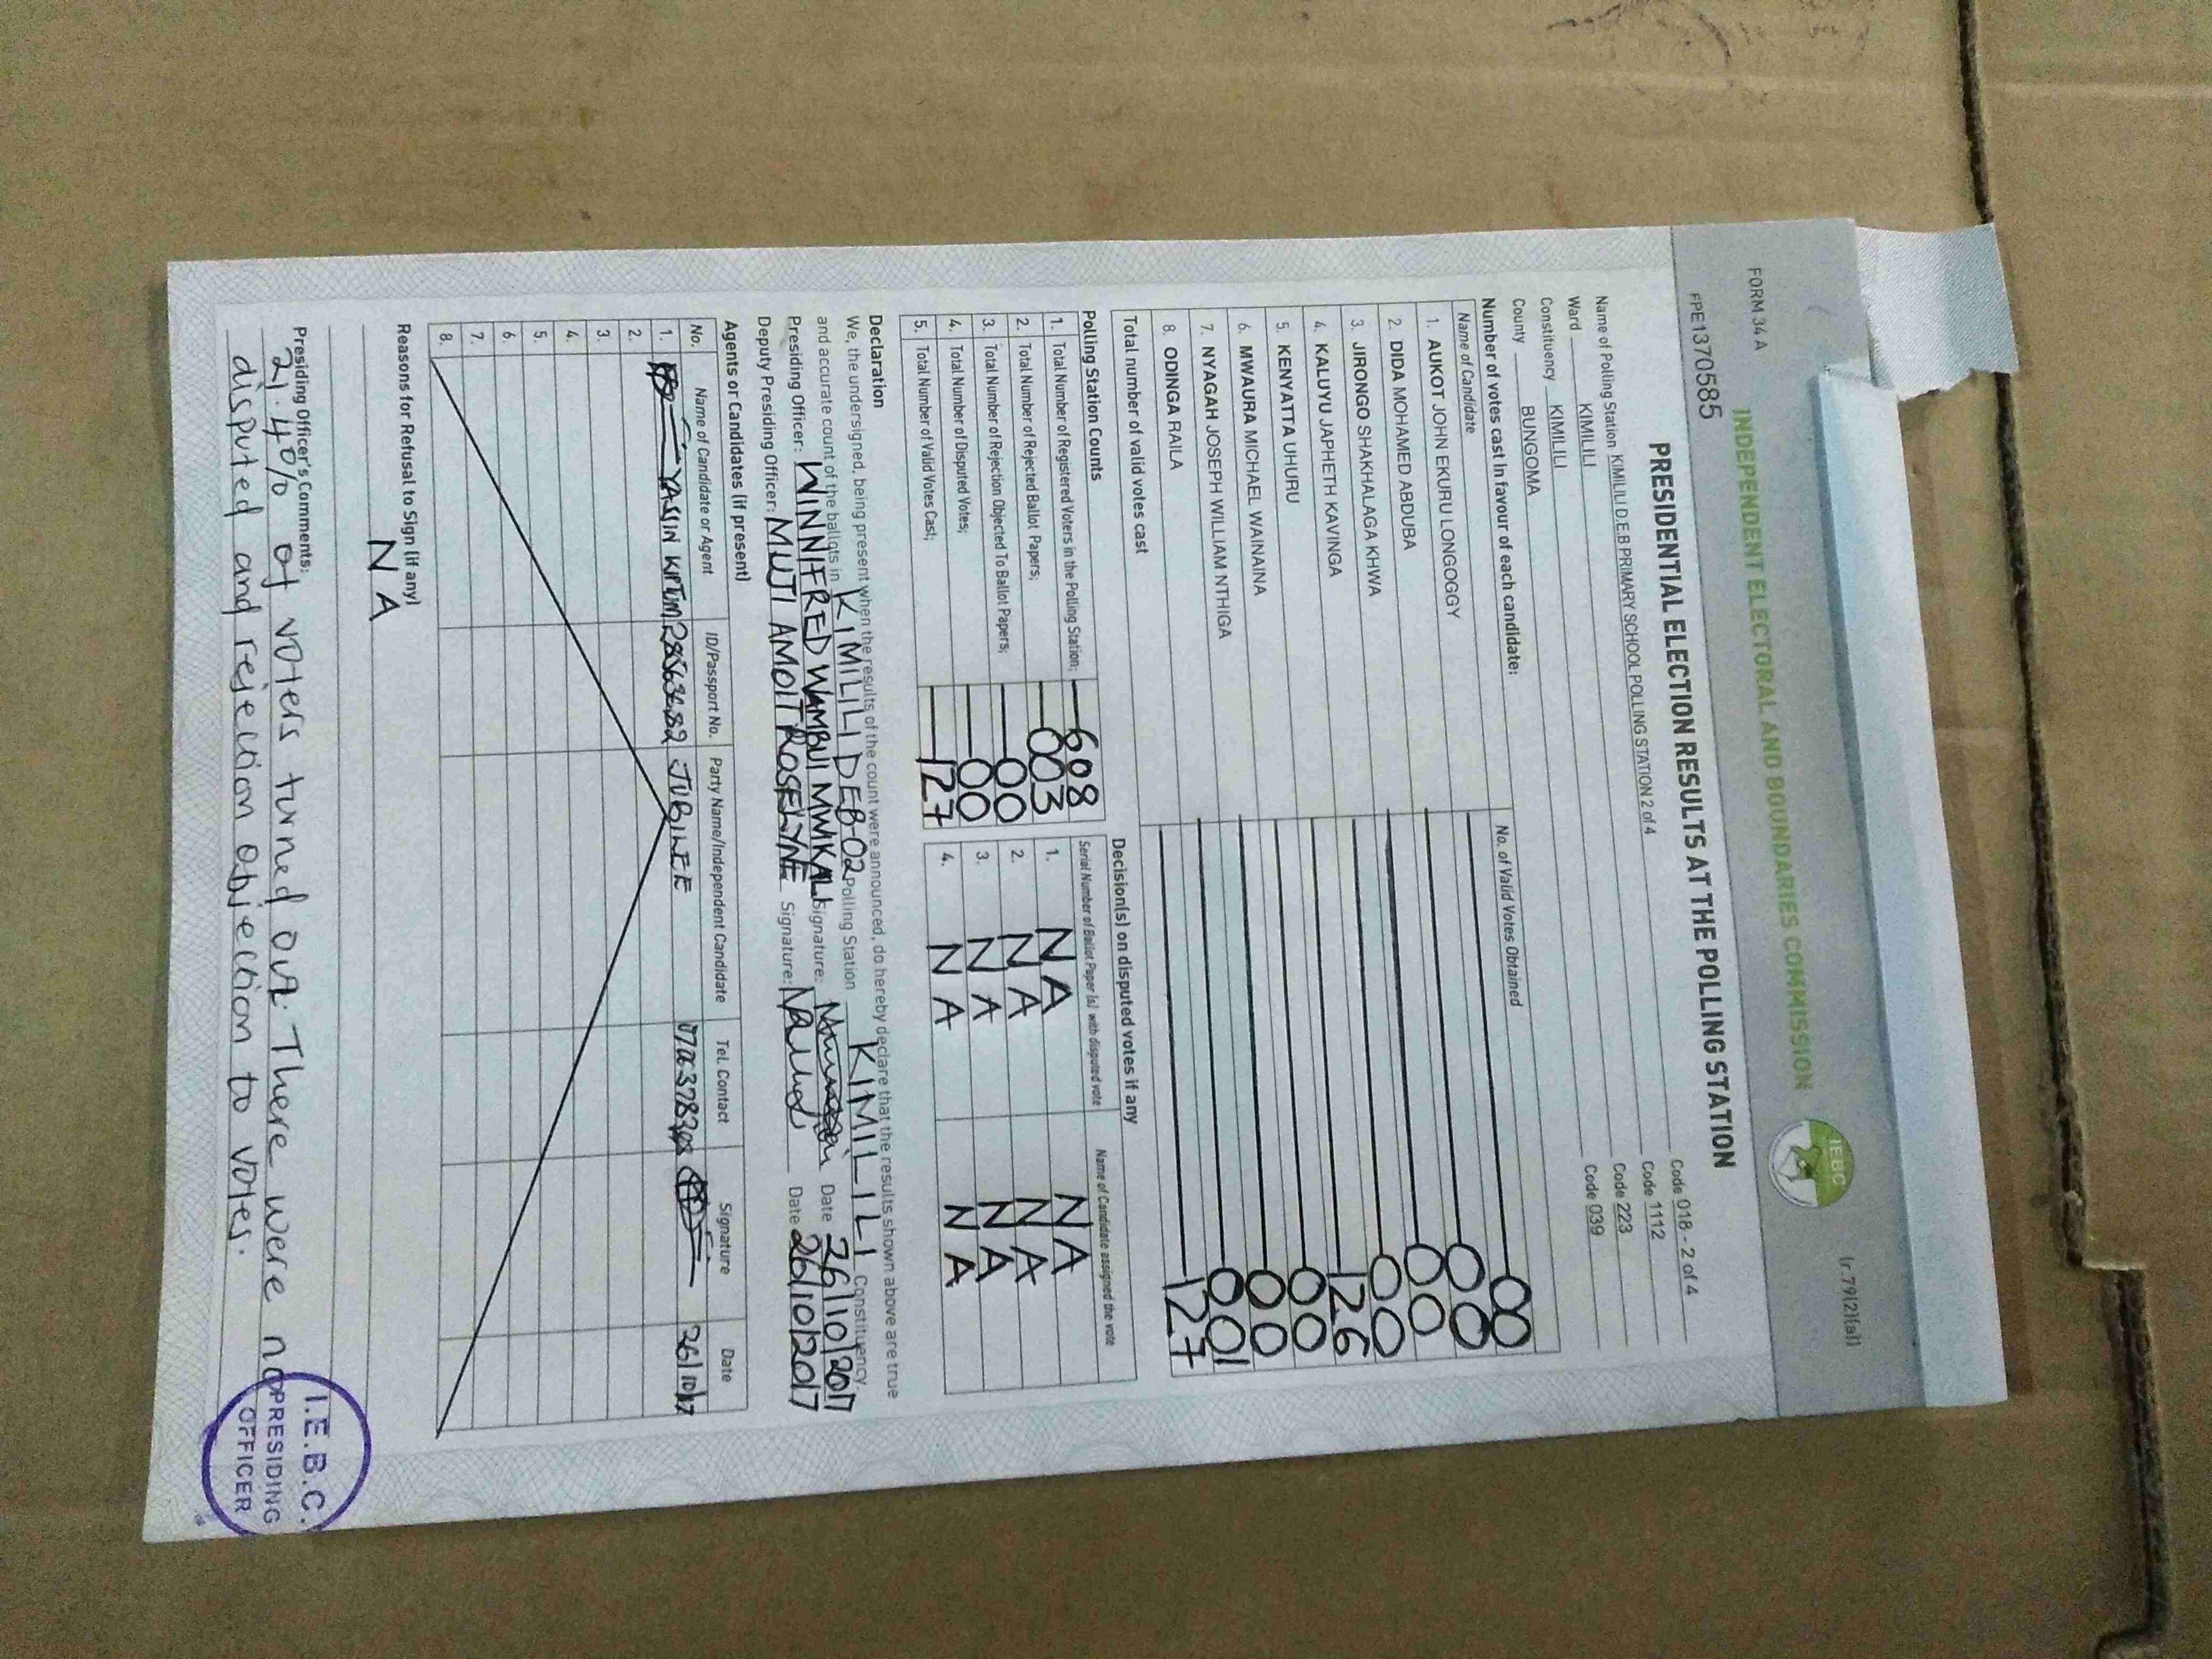 FORM 34 A
(r.79(2)(a))
INDEPENDENT ELECTORAL AND BOUNDARIES COMMISSION
IEBC
FPE1370585
PRESIDENTIAL ELECTION RESULTS AT THE POLLING STATION
Name of Polling Station KIMILILI D.E.B PRIMARY SCHOOL POLLING STATION 2 of 4 Code 018 - 2 of 4
Ward KIMILILI Code 1112
Constituency KIMILILI Code 223
County BUNGOMA Code 039
Number of votes cast in favour of each candidate:
Name of Candidate No. of Valid Votes Obtained
1. AUKOT JOHN EKURU LONGOGGY 00
2. DIDA MOHAMED ABDUBA 00
3. JIRONGO SHAKHALAGA KHWA 00
4. KALUYU JAPHETH KAVINGA 00
5. KENYATTA UHURU 126
6. MWAURA MICHAEL WAINAINA 00
7. NYAGAH JOSEPH WILLIAM NTHIGA 00
8. ODINGA RAILA 001
Total number of valid votes cast 127
Polling Station Counts
1. Total Number of Registered Voters in the Polling Station; 608
2. Total Number of Rejected Ballot Papers; 003
3. Total Number of Rejection Objected To Ballot Papers; 00
4. Total Number of Disputed Votes; 00
5. Total Number of Valid Votes Cast; 127
Decision(s) on disputed votes if any
Serial Number of Ballot Paper (s) with disputed vote Name of Candidate assigned the vote
1. NA NA
2. NA NA
3. NA NA
4. NA NA
Declaration
We, the undersigned, being present when the results of the count were announced, do hereby declare that the results shown above are true
and accurate count of the ballots in KIMILILI DEB-02 Polling Station KIMILILI Constituency.
Presiding Officer: WINNIFRED WAMBUI MWIKALI Signature: Date 26/10/2017
Deputy Presiding Officer: MUJI AMOIT ROSELYNE Signature: Date 26/10/2017
Agents or Candidates (if present)
No. Name of Candidate or Agent ID/Passport No. Party Name/Independent Candidate Tel. Contact Signature Date
1. YASSIN JUBILEE 26/10/17
2.
3.
4.
5.
6.
7.
8.
Reasons for Refusal to Sign (if any)
NA
Presiding Officer's Comments:
21.40% of voters turned out. There were no
disputed and rejection objection to votes.
I.E.B.C.
PRESIDING
OFFICER